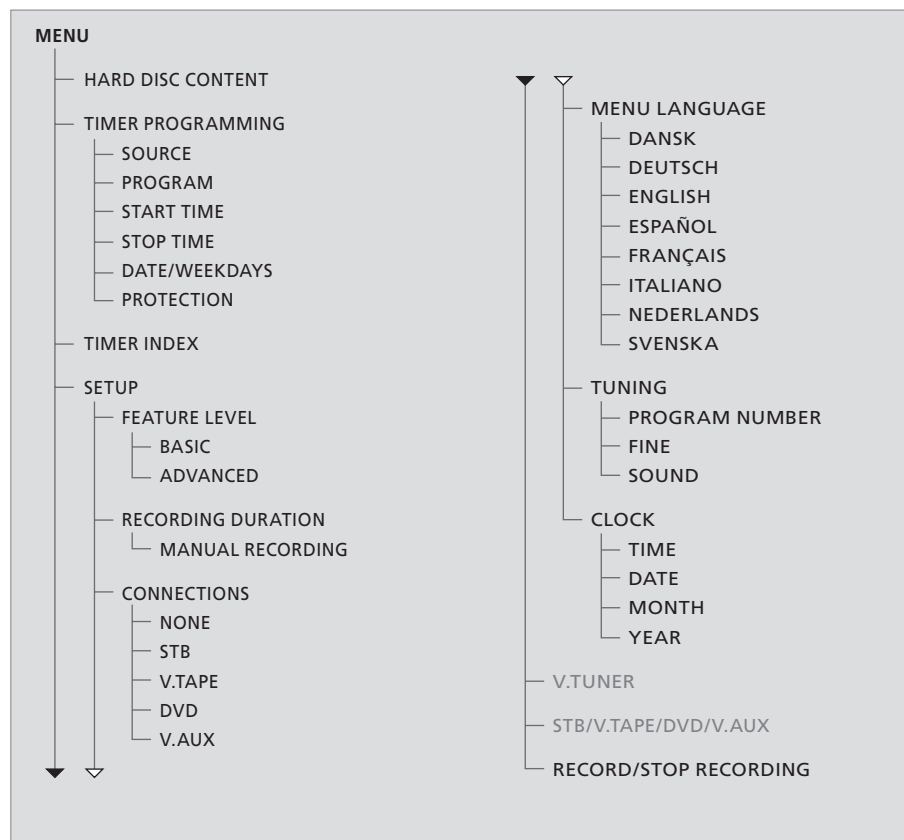 MENU
HARD DISC CONTENT
TIMER PROGRAMMING
SOURCE
PROGRAM
START TIME
STOP TIME
DATE/WEEKDAYS
PROTECTION
TIMER INDEX
SETUP
FEATURE LEVEL
BASIC
ADVANCED
RECORDING DURATION
MANUAL RECORDING
CONNECTIONS
NONE
STB
V.TAPE
DVD
V.AUX
MENU LANGUAGE
DANSK
DEUTSCH
ENGLISH
ESPAÑOL
FRANÇAIS
ITALIANO
NEDERLANDS
SVENSKA
TUNING
PROGRAM NUMBER
FINE
SOUND
CLOCK
TIME
DATE
MONTH
YEAR
V.TUNER
STB/V.TAPE/DVD/V.AUX
RECORD/STOP RECORDING